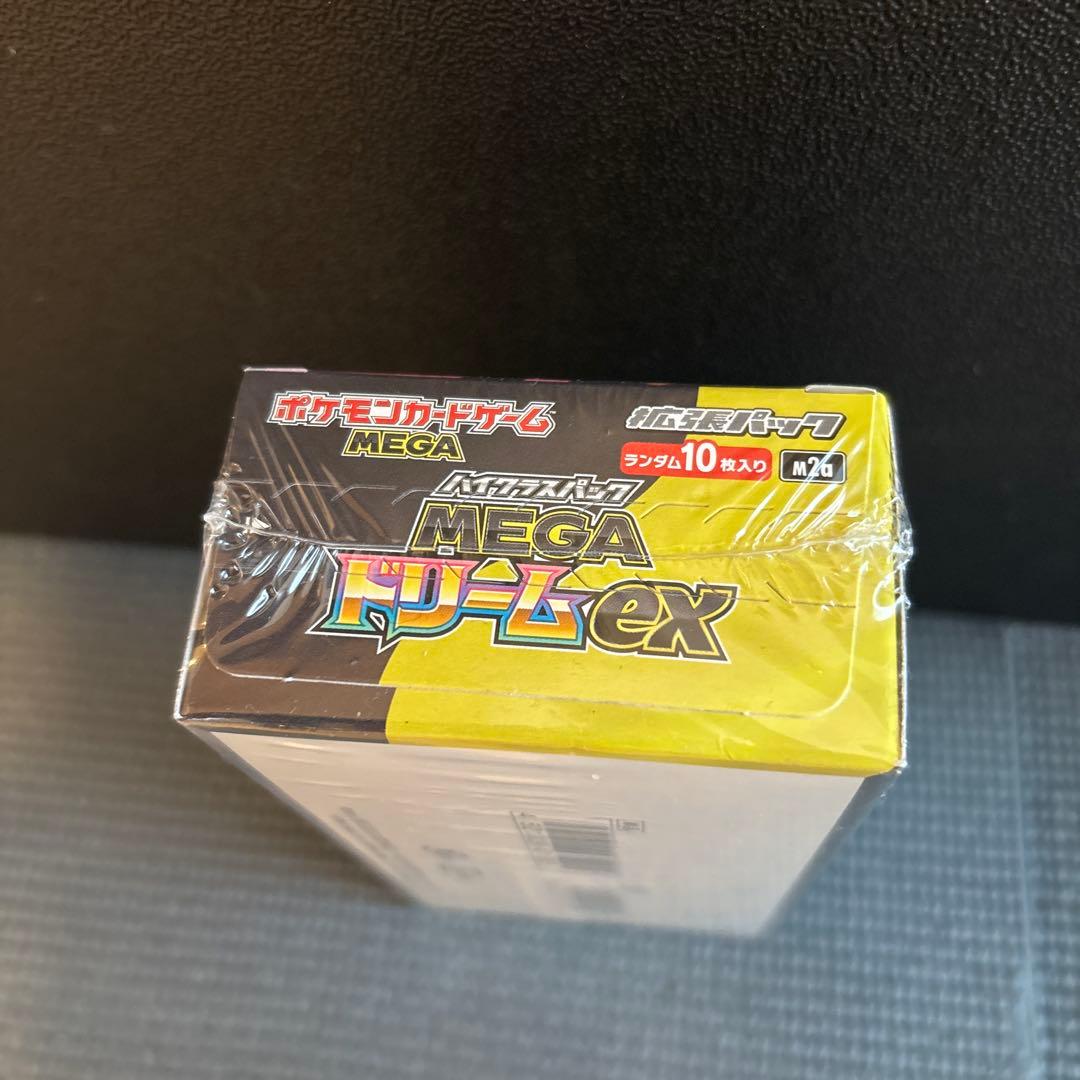 ポケモンカードゲーム
MEGA
拡張パック
ランダム10枚入り
M2a
ハイクラスパック
MEGA
ドリームex